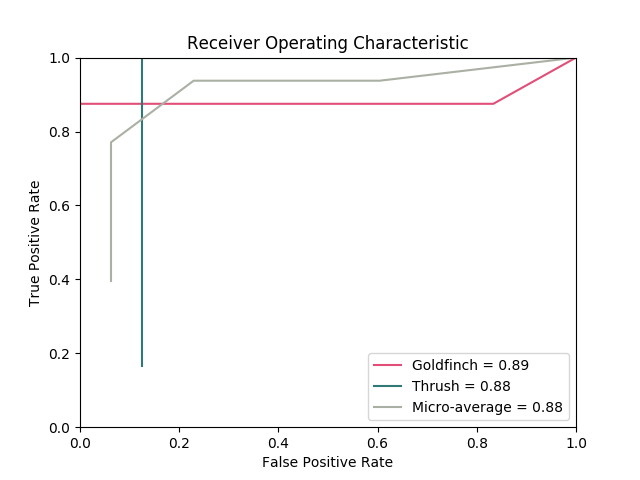 Receiver Operating Characteristic
True Positive Rate
1.0
0.8
0.6
0.4
0.2
0.0
0.0 0.2 0.4 0.6 0.8 1.0
False Positive Rate
Goldfinch = 0.89
Thrush = 0.88
Micro-average = 0.88